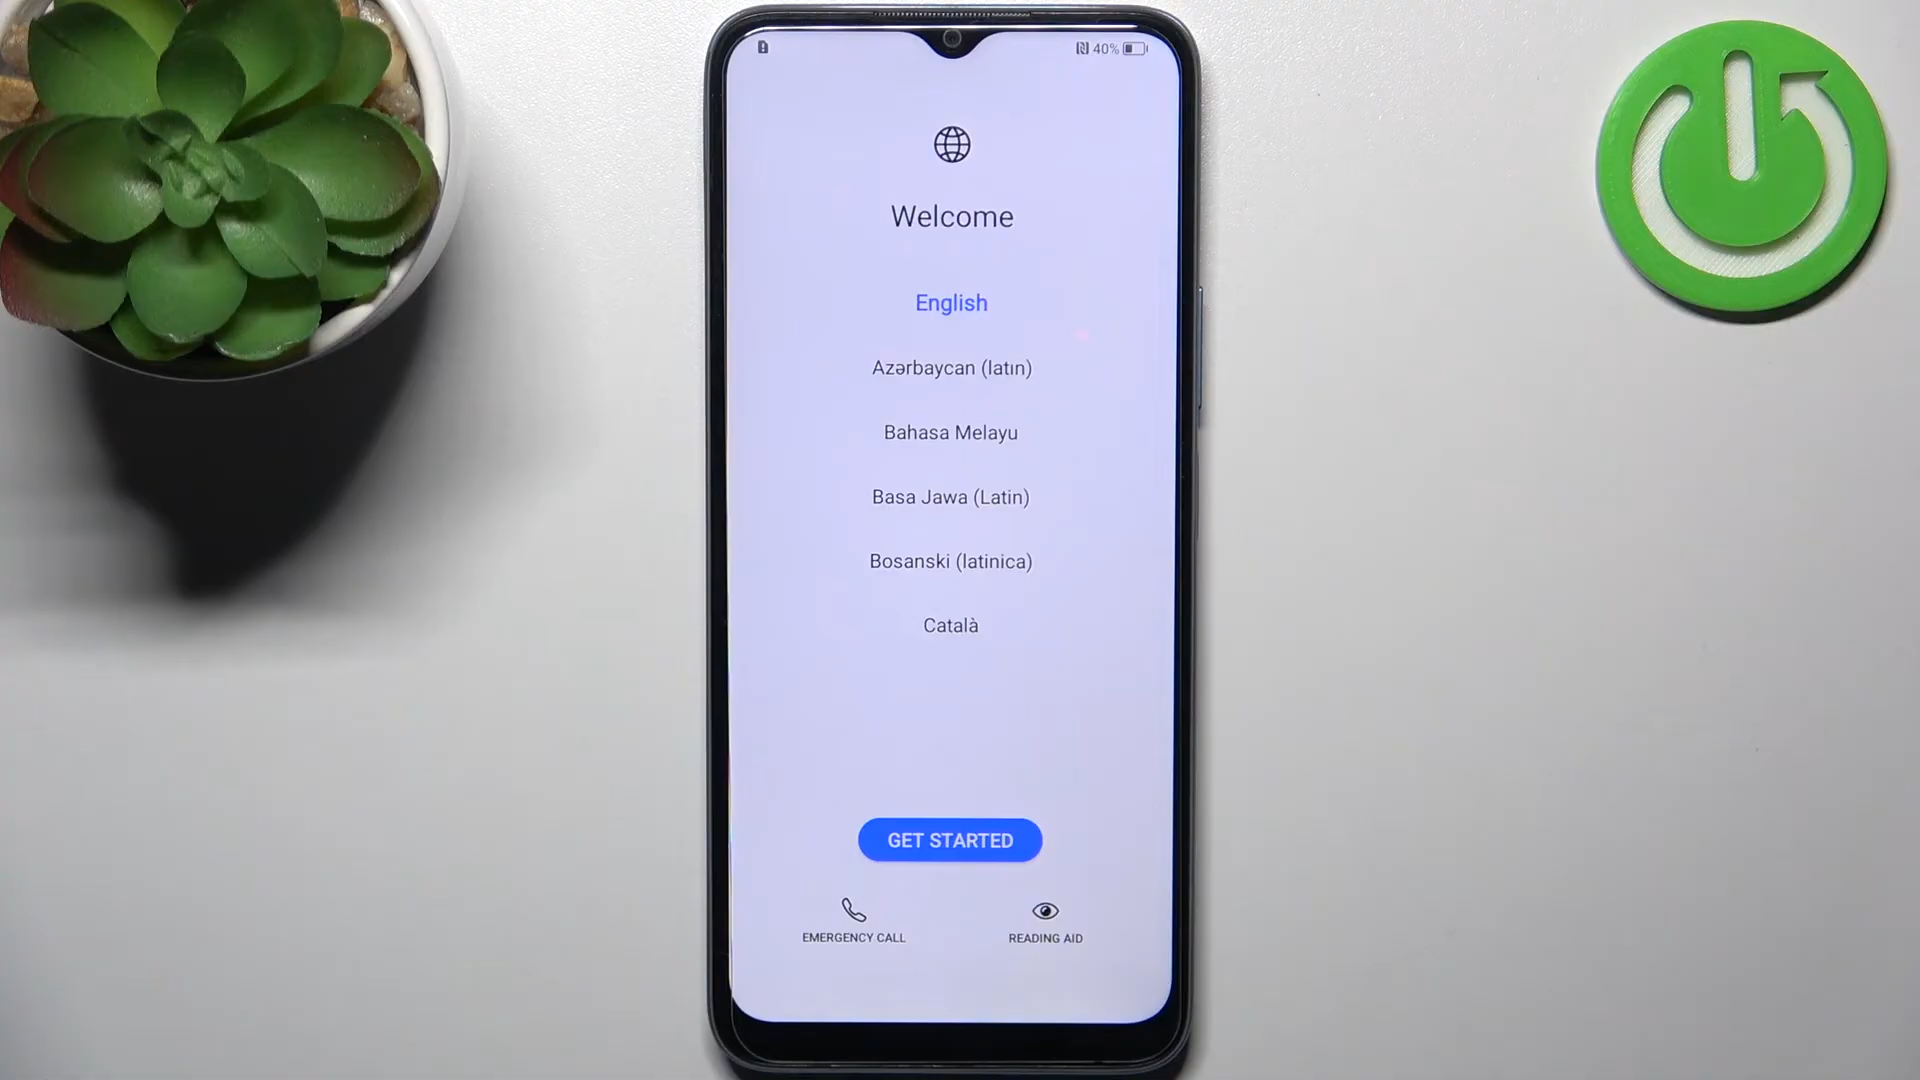 40%
Welcome
English
Azərbaycan (latın)
Bahasa Melayu
Basa Jawa (Latin)
Bosanski (latinica)
Català
GET STARTED
EMERGENCY CALL READING AID